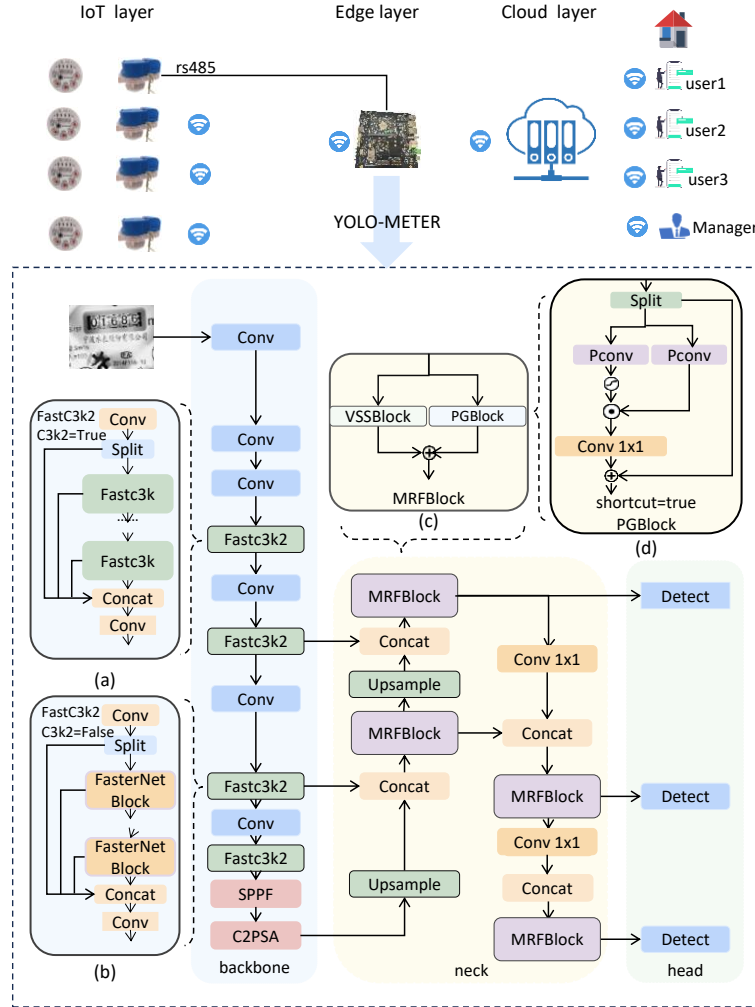 IoT layer
Edge layer
Cloud layer
rs485
user1
user2
user3
Manager
YOLO-METER
Conv
Conv
Conv
Fastc3k2
Conv
Fastc3k2
Conv
Fastc3k2
Conv
Fastc3k2
SPPF
C2PSA
backbone
FastC3k2
C3k2=True
Conv
Split
Fastc3k
......
Fastc3k
Concat
Conv
(a)
FastC3k2
C3k2=False
Conv
Split
FasterNet
Block
FasterNet
Block
Concat
Conv
(b)
VSSBlock
PGBlock
MRFBlock
(c)
Split
Pconv
Pconv
Conv 1x1
shortcut=true
PGBlock
(d)
MRFBlock
Concat
Upsample
MRFBlock
Concat
Upsample
Conv 1x1
Concat
MRFBlock
Conv 1x1
Concat
MRFBlock
neck
Detect
Detect
Detect
head